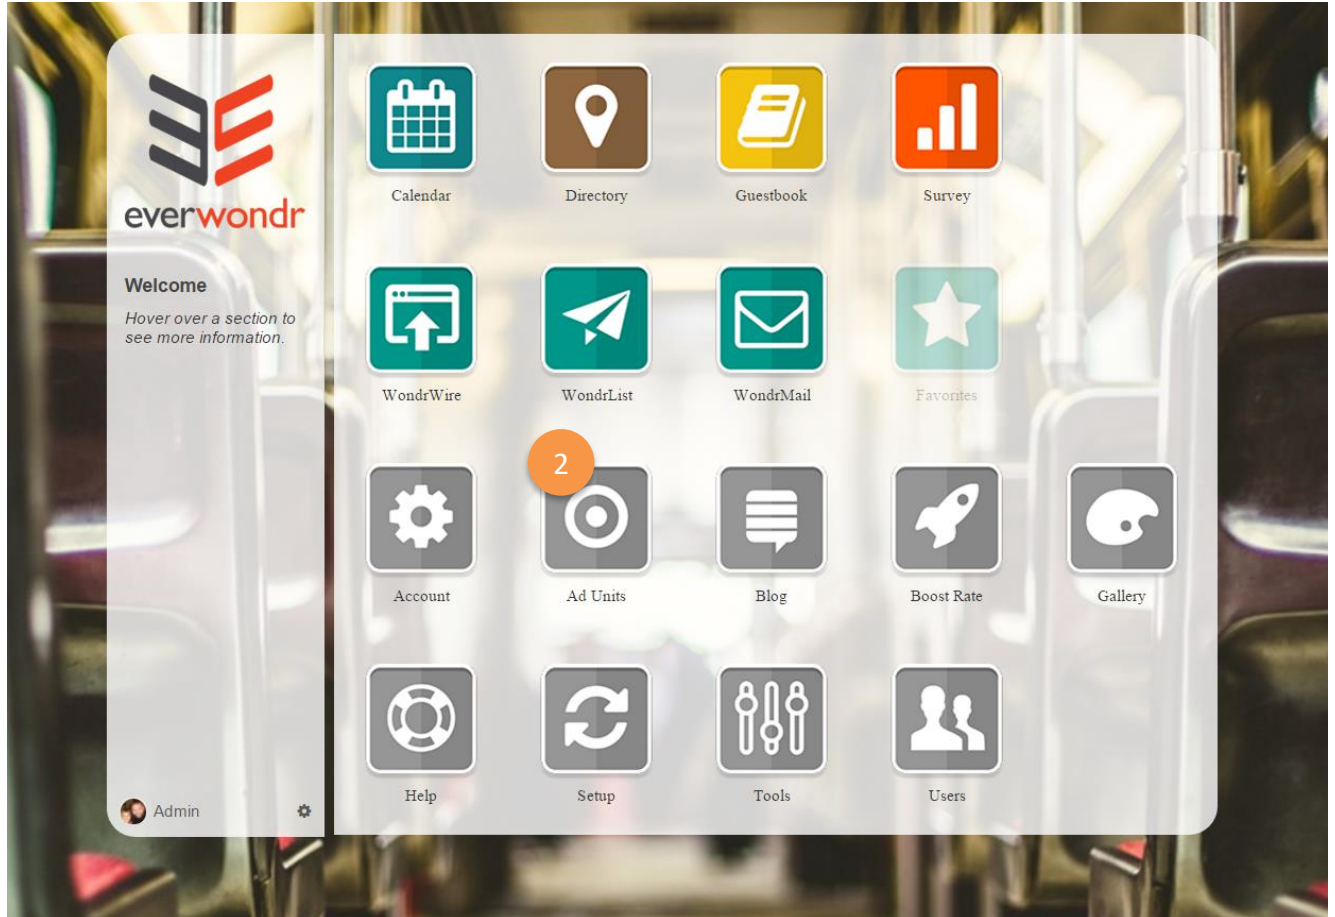 everwondr
Welcome
Hover over a section to
see more information.
Admin
Calendar
Directory
Guestbook
Survey
WondrWire
WondrList
WondrMail
Favorites
2
Account
Ad Units
Blog
Boost Rate
Gallery
Help
Setup
Tools
Users